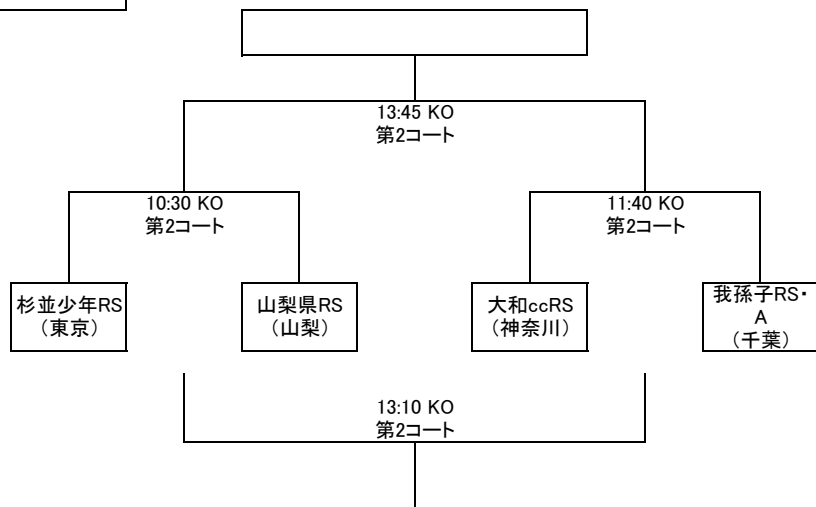 13:45 KO
第2コート
10:30 KO
第2コート
11:40 KO
第2コート
杉並少年RS
（東京）
山梨県RS
（山梨）
大和ccRS
（神奈川）
我孫子RS・
A
（千葉）
13:10 KO
第2コート